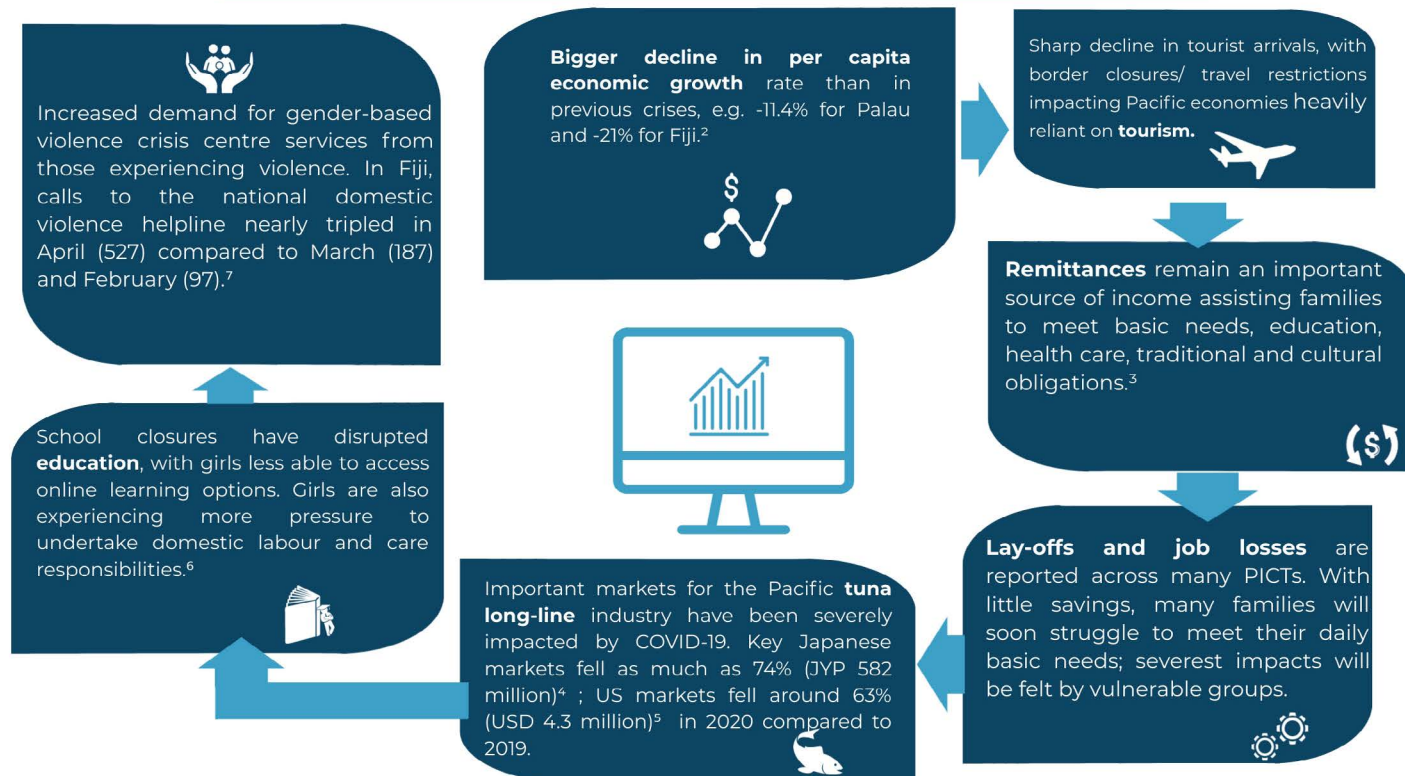 Bigger decline in per capita
economic growth rate than in
previous crises, e.g. -11.4% for Palau
and -21% for Fiji.²
Sharp decline in tourist arrivals, with
border closures/ travel restrictions
impacting Pacific economies heavily
reliant on tourism.
Remittances remain an important
source of income assisting families
to meet basic needs, education,
health care, traditional and cultural
obligations.³
Lay-offs and job losses are
reported across many PICTs. With
little savings, many families will
soon struggle to meet their daily
basic needs; severest impacts will
be felt by vulnerable groups.
Important markets for the Pacific tuna
long-line industry have been severely
impacted by COVID-19. Key Japanese
markets fell as much as 74% (JYP 582
million)⁴ ; US markets fell around 63%
(USD 4.3 million)⁵ in 2020 compared to
2019.
School closures have disrupted
education, with girls less able to access
online learning options. Girls are also
experiencing more pressure to
undertake domestic labour and care
responsibilities.⁶
Increased demand for gender-based
violence crisis centre services from
those experiencing violence. In Fiji,
calls to the national domestic
violence helpline nearly tripled in
April (527) compared to March (187)
and February (97).⁷
$
$